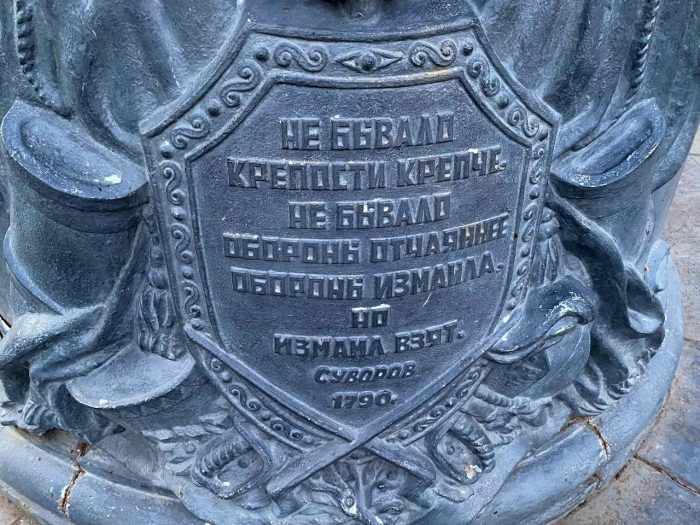 НЕ БЫВАЛО
КРЕПОСТИ КРЕПЧЕ.
НЕ БЫВАЛО
ОБОРОНЫ ОТЧАЯННЕЕ
ОБОРОНЫ ИЗМАИЛА,
НО
ИЗМАИЛ ВЗЯТ.
СУВОРОВ
1790.